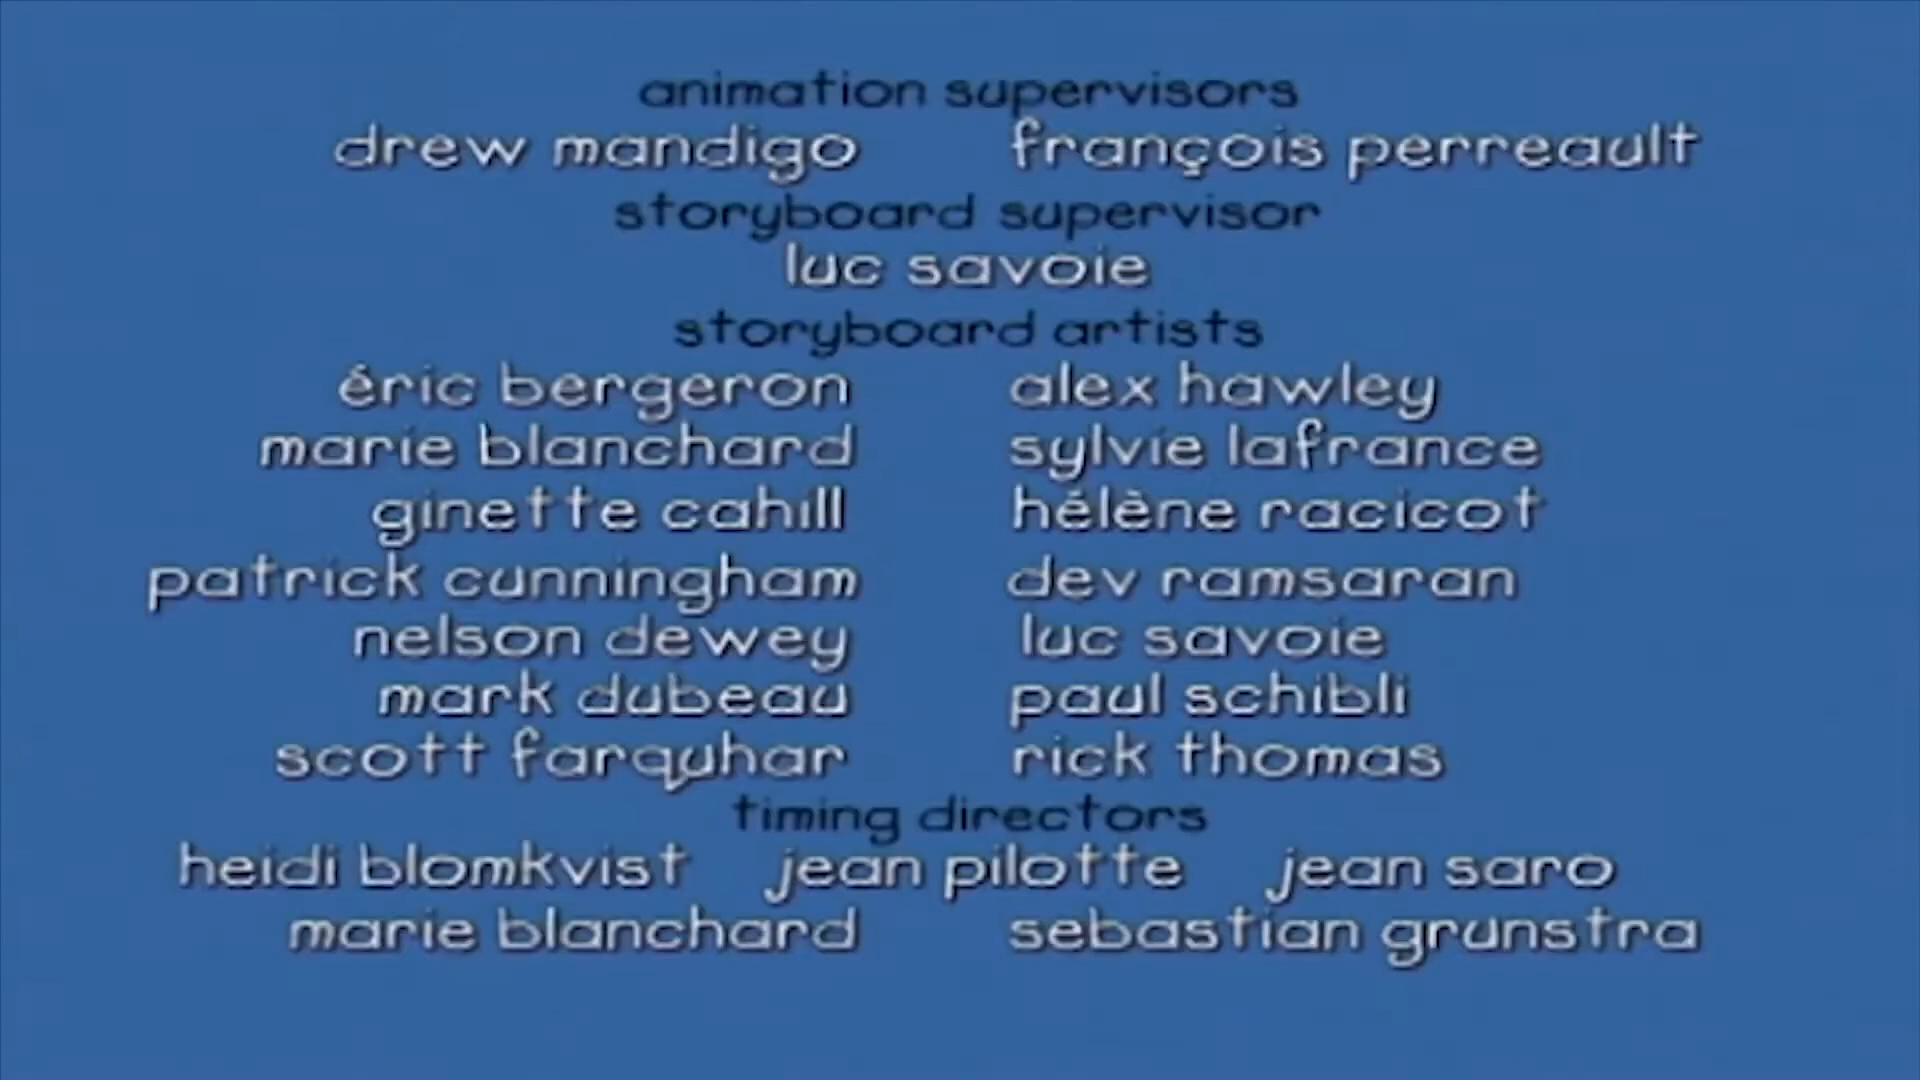 animation supervisors
drew mandigo françois perreault
storyboard supervisor
luc savoie
storyboard artists
éric bergeron alex hawley
marie blanchard sylvie lafrance
ginette cahill hélène racicot
patrick cunningham dev ramsaran
nelson dewey luc savoie
mark dubeau paul schibli
scott farquhar rick thomas
timing directors
heidi blomkvist jean pilotte jean saro
marie blanchard sebastian grunstra